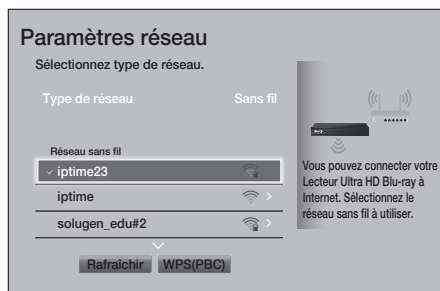 Paramètres réseau
Sélectionnez type de réseau.
Type de réseau Sans fil
Réseau sans fil
iptime23
iptime
solugen_edu#2
Rafraîchir WPS(PBC)
Vous pouvez connecter votre
Lecteur Ultra HD Blu-ray à
Internet. Sélectionnez le
réseau sans fil à utiliser.